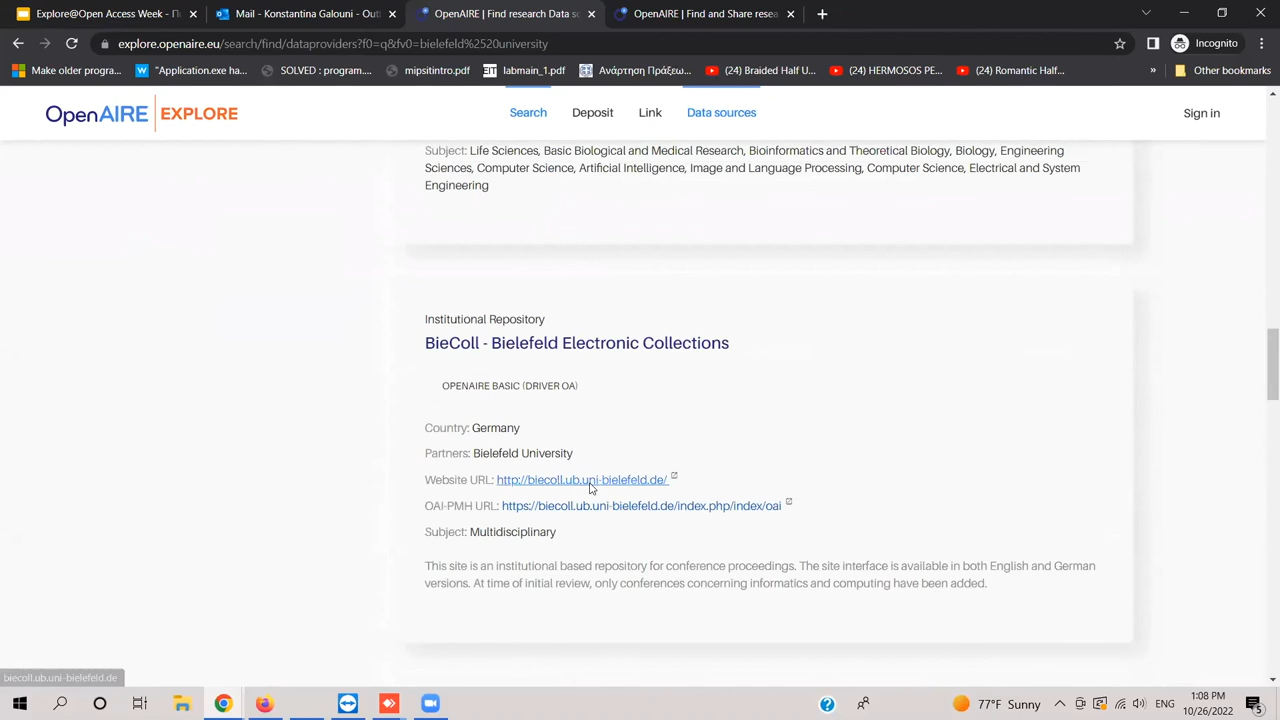 Explore@Open Access Week - Πα
Mail - Konstantina Galouni - Outl
OpenAIRE | Find research Data so
OpenAIRE | Find and Share resea
explore.openaire.eu/search/find/dataproviders?f0=q&fv0=bielefeld%2520university
Incognito
Make older progra...
"Application.exe ha...
SOLVED : program....
mipsitintro.pdf
EIT labmain_1.pdf
Ανάρτηση Πράξεω...
(24) Braided Half U...
(24) HERMOSOS PE...
(24) Romantic Half...
»
Other bookmarks
OpenAIRE EXPLORE
Search
Deposit
Link
Data sources
Sign in
Subject: Life Sciences, Basic Biological and Medical Research, Bioinformatics and Theoretical Biology, Biology, Engineering
Sciences, Computer Science, Artificial Intelligence, Image and Language Processing, Computer Science, Electrical and System
Engineering
Institutional Repository
BieColl - Bielefeld Electronic Collections
OPENAIRE BASIC (DRIVER OA)
Country: Germany
Partners: Bielefeld University
Website URL: http://biecoll.ub.uni-bielefeld.de/
OAI-PMH URL: https://biecoll.ub.uni-bielefeld.de/index.php/index/oai
Subject: Multidisciplinary
This site is an institutional based repository for conference proceedings. The site interface is available in both English and German
versions. At time of initial review, only conferences concerning informatics and computing have been added.
biecoll.ub.uni-bielefeld.de
77°F Sunny
ENG
1:08 PM
10/26/2022
5